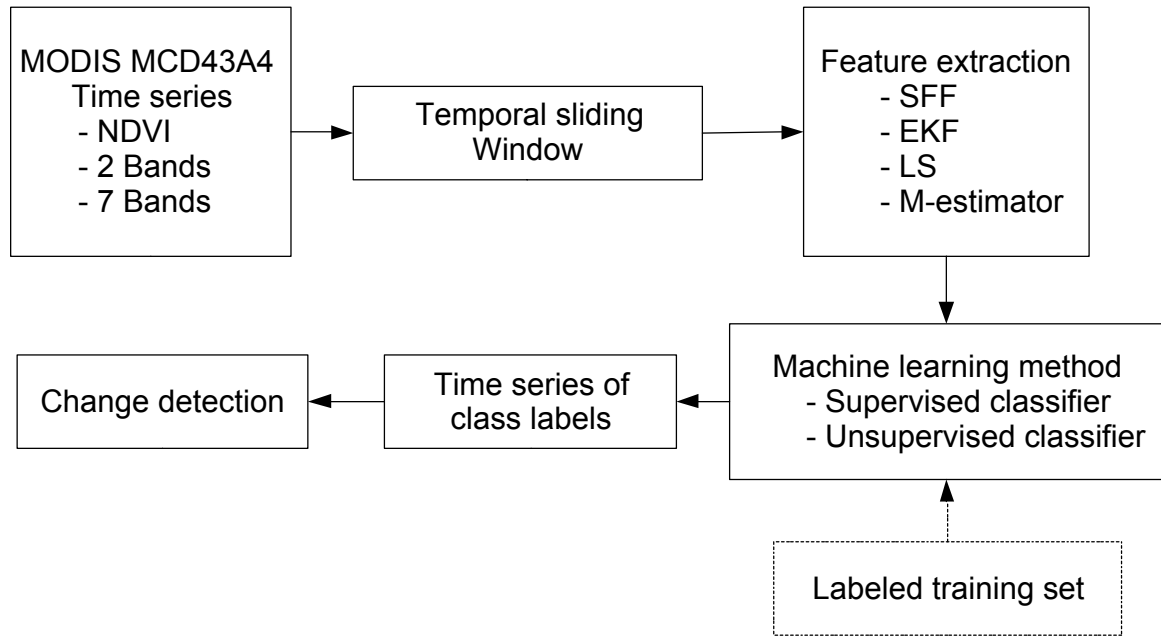 MODIS MCD43A4
Time series
- NDVI
- 2 Bands
- 7 Bands
Temporal sliding
Window
Feature extraction
- SFF
- EKF
- LS
- M-estimator
Machine learning method
- Supervised classifier
- Unsupervised classifier
Time series of
class labels
Change detection
Labeled training set